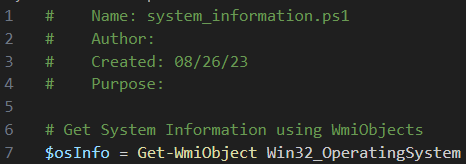 1 #    Name: system_information.ps1
2 #    Author:
3 #    Created: 08/26/23
4 #    Purpose:
5
6 # Get System Information using WmiObjects
7 $osInfo = Get-WmiObject Win32_OperatingSystem